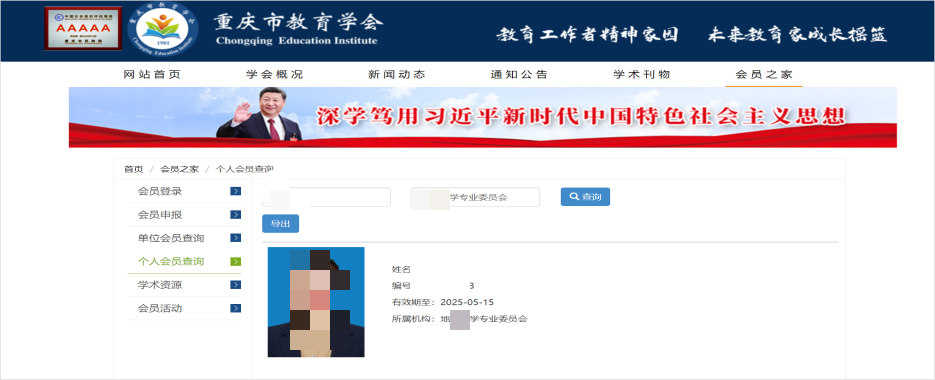 AAAAA
1981
重庆市教育学会
Chongqing Education Institute
教育工作者精神家园 未来教育家成长摇篮
网站首页 学会概况 新闻动态 通知公告 学术刊物 会员之家
深学笃用习近平新时代中国特色社会主义思想
首页 / 会员之家 / 个人会员查询
会员登录
会员申报
单位会员查询
个人会员查询
学术资源
会员活动
学专业委员会 查询
导出
姓名
编号 3
有效期至：2025-05-15
所属机构：地 学专业委员会